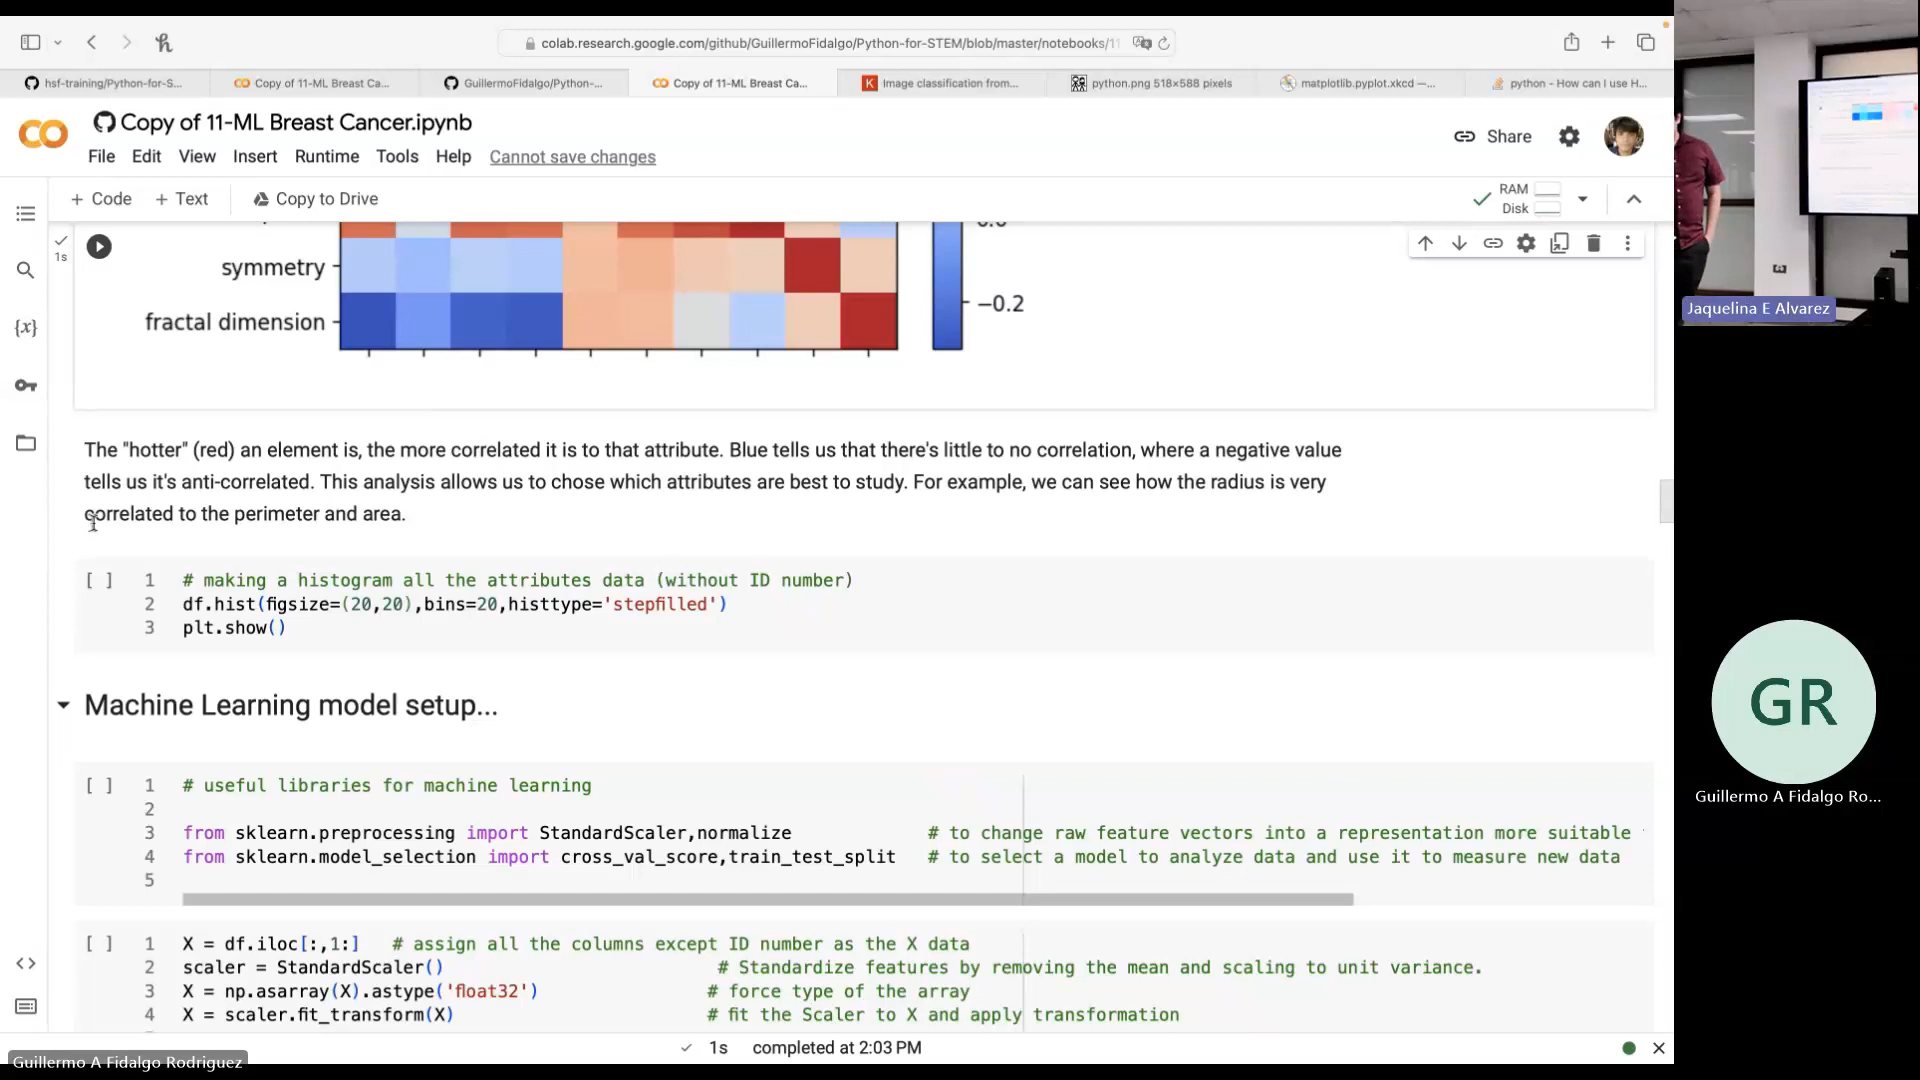 colab.research.google.com/github/GuillermoFidalgo/Python-for-STEM/blob/master/notebooks/1
hsf-training/Python-for-S...
Copy of 11-ML Breast Ca...
GuillermoFidalgo/Python-...
Copy of 11-ML Breast Ca...
Image classification from...
python.png 518×588 pixels
matplotlib.pyplot.xkcd —...
python - How can I use H...
Copy of 11-ML Breast Cancer.ipynb
Share
File Edit View Insert Runtime Tools Help Cannot save changes
+ Code + Text Copy to Drive
RAM
Disk
1s
symmetry
−0.2
fractal dimension
Jaquelina E Alvarez
The "hotter" (red) an element is, the more correlated it is to that attribute. Blue tells us that there's little to no correlation, where a negative value
tells us it's anti-correlated. This analysis allows us to chose which attributes are best to study. For example, we can see how the radius is very
correlated to the perimeter and area.
[ ] 1 # making a histogram all the attributes data (without ID number)
2 df.hist(figsize=(20,20),bins=20,histtype='stepfilled')
3 plt.show()
Machine Learning model setup...
[ ] 1 # useful libraries for machine learning
2
3 from sklearn.preprocessing import StandardScaler,normalize # to change raw feature vectors into a representation more suitable
4 from sklearn.model_selection import cross_val_score,train_test_split # to select a model to analyze data and use it to measure new data
5
[ ] 1 X = df.iloc[:,1:] # assign all the columns except ID number as the X data
2 scaler = StandardScaler() # Standardize features by removing the mean and scaling to unit variance.
3 X = np.asarray(X).astype('float32') # force type of the array
4 X = scaler.fit_transform(X) # fit the Scaler to X and apply transformation
1s completed at 2:03 PM
GR
Guillermo A Fidalgo Ro...
Guillermo A Fidalgo Rodriguez